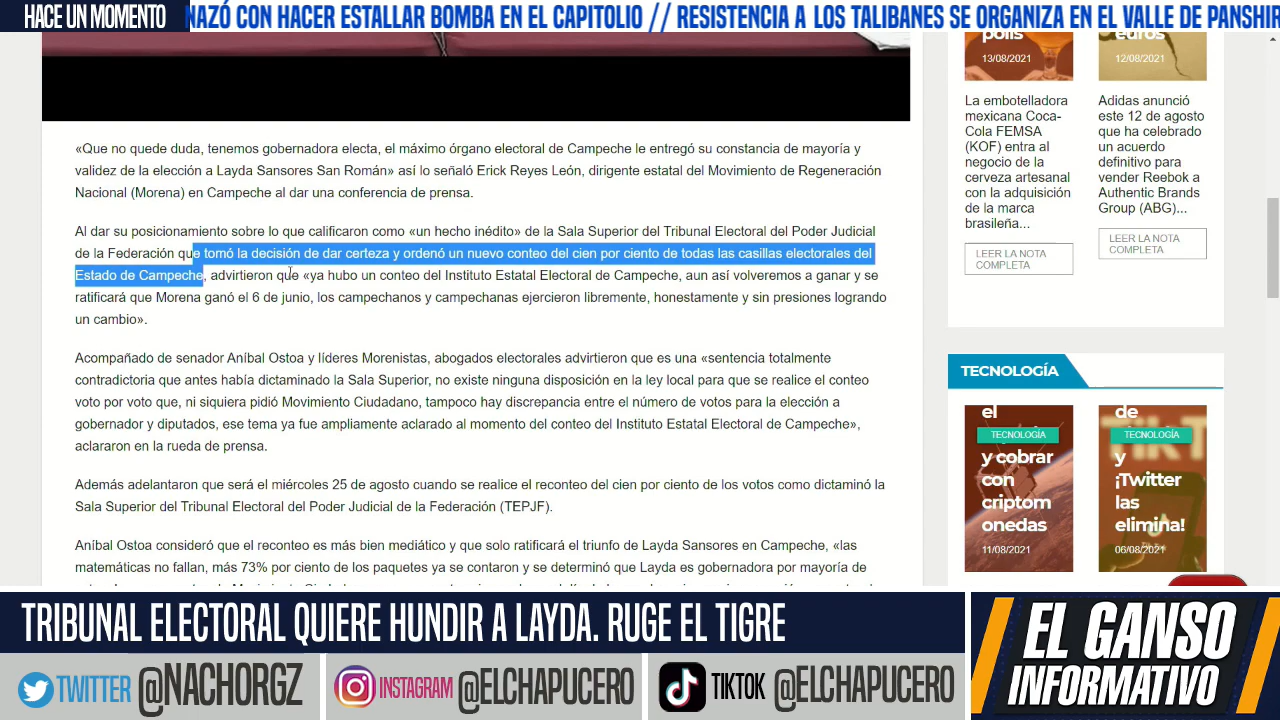 HACE UN MOMENTO
NAZÓ CON HACER ESTALLAR BOMBA EN EL CAPITOLIO // RESISTENCIA A LOS TALIBANES SE ORGANIZA EN EL VALLE DE PANSHIR
«Que no quede duda, tenemos gobernadora electa, el máximo órgano electoral de Campeche le entregó su constancia de mayoría y
validez de la elección a Layda Sansores San Román» así lo señaló Erick Reyes León, dirigente estatal del Movimiento de Regeneración
Nacional (Morena) en Campeche al dar una conferencia de prensa.
Al dar su posicionamiento sobre lo que calificaron como «un hecho inédito» de la Sala Superior del Tribunal Electoral del Poder Judicial
de la Federación que tomó la decisión de dar certeza y ordenó un nuevo conteo del cien por ciento de todas las casillas electorales del
Estado de Campeche, advirtieron que «ya hubo un conteo del Instituto Estatal Electoral de Campeche, aun así volveremos a ganar y se
ratificará que Morena ganó el 6 de junio, los campechanos y campechanas ejercieron libremente, honestamente y sin presiones logrando
un cambio».
Acompañado de senador Aníbal Ostoa y líderes Morenistas, abogados electorales advirtieron que es una «sentencia totalmente
contradictoria que antes había dictaminado la Sala Superior, no existe ninguna disposición en la ley local para que se realice el conteo
voto por voto que, ni siquiera pidió Movimiento Ciudadano, tampoco hay discrepancia entre el número de votos para la elección a
gobernador y diputados, ese tema ya fue ampliamente aclarado al momento del conteo del Instituto Estatal Electoral de Campeche»,
aclararon en la rueda de prensa.
Además adelantaron que será el miércoles 25 de agosto cuando se realice el reconteo del cien por ciento de los votos como dictaminó la
Sala Superior del Tribunal Electoral del Poder Judicial de la Federación (TEPJF).
Aníbal Ostoa consideró que el reconteo es más bien mediático y que solo ratificará el triunfo de Layda Sansores en Campeche, «las
matemáticas no fallan, más 73% por ciento de los paquetes ya se contaron y se determinó que Layda es gobernadora por mayoría de
polis
13/08/2021
La embotelladora
mexicana Coca-
Cola FEMSA
(KOF) entra al
negocio de la
cerveza artesanal
con la adquisición
de la marca
brasileña...
LEER LA NOTA
COMPLETA
euros
12/08/2021
Adidas anunció
este 12 de agosto
que ha celebrado
un acuerdo
definitivo para
vender Reebok a
Authentic Brands
Group (ABG)...
LEER LA NOTA
COMPLETA
TECNOLOGÍA
el
TECNOLOGÍA
y cobrar
con
criptom
onedas
11/08/2021
de
TECNOLOGÍA
y
¡Twitter
las
elimina!
06/08/2021
TRIBUNAL ELECTORAL QUIERE HUNDIR A LAYDA. RUGE EL TIGRE
TWITTER @NACHORGZ
INSTAGRAM @ELCHAPUCERO
TIKTOK @ELCHAPUCERO
EL GANSO
INFORMATIVO